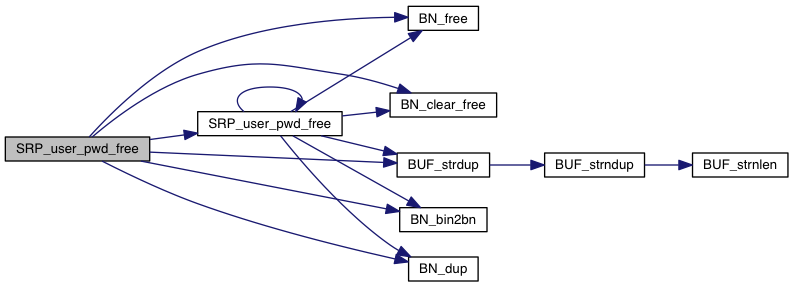 BN_free
BN_clear_free
SRP_user_pwd_free
SRP_user_pwd_free
BUF_strdup
BUF_strndup
BUF_strnlen
BN_bin2bn
BN_dup